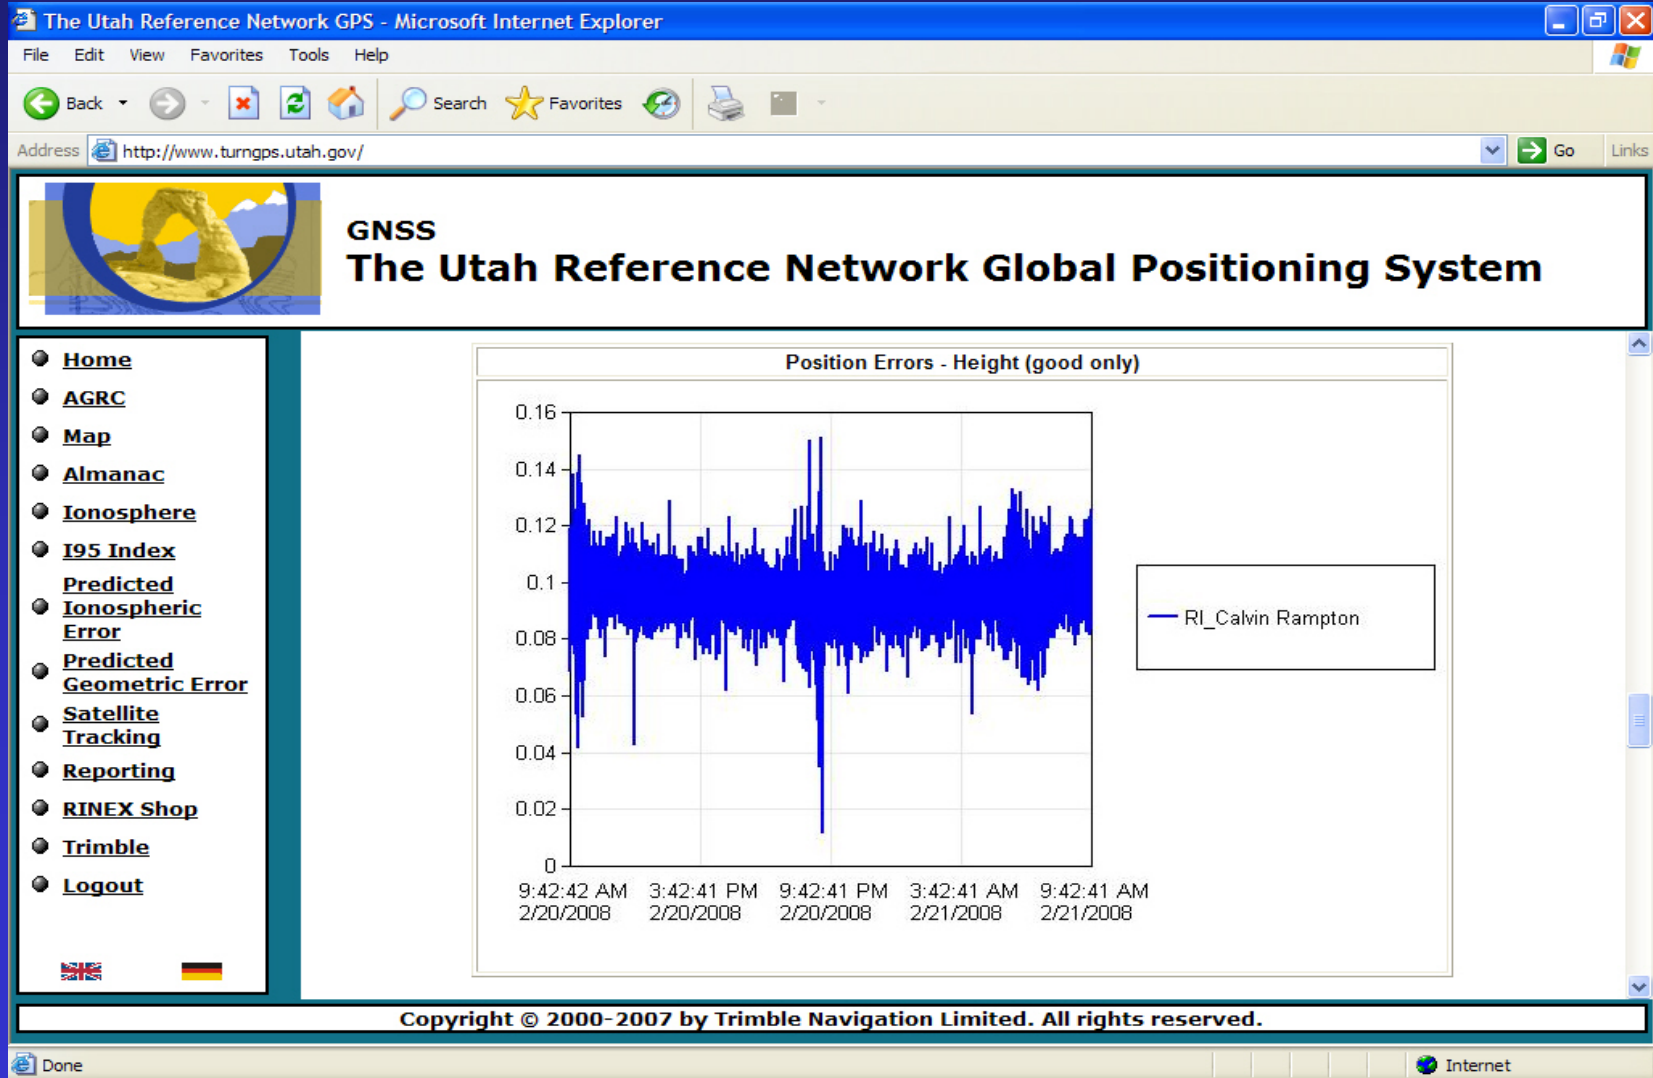 The Utah Reference Network GPS - Microsoft Internet Explorer
File Edit View Favorites Tools Help
Back Search Favorites
Address http://www.turngps.utah.gov/ Go Links
GNSS
The Utah Reference Network Global Positioning System
Home
AGRC
Map
Almanac
Ionosphere
I95 Index
Predicted
Ionospheric
Error
Predicted
Geometric Error
Satellite
Tracking
Reporting
RINEX Shop
Trimble
Logout
Position Errors - Height (good only)
0.16
0.14
0.12
0.1
0.08
0.06
0.04
0.02
0
9:42:42 AM 3:42:41 PM 9:42:41 PM 3:42:41 AM 9:42:41 AM
2/20/2008 2/20/2008 2/20/2008 2/21/2008 2/21/2008
RI_Calvin Rampton
Copyright © 2000-2007 by Trimble Navigation Limited. All rights reserved.
Done Internet